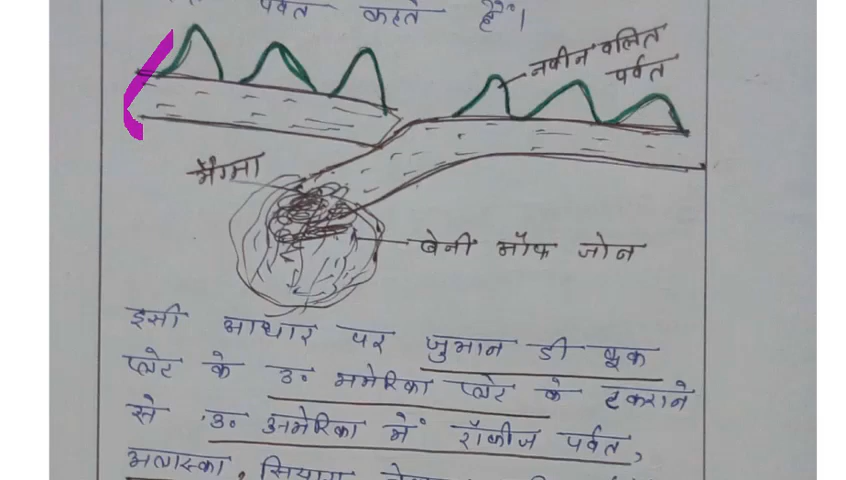 पर्वत कहते हैं।
नवीन वलित
पर्वत
मैग्मा
बेनी ऑफ जोन
इसी आधार पर जुआन डी फूक
प्लेट के उ० अमेरिका प्लेट के टकराने
से उ० अमेरिका में रॉकीज पर्वत,
अलास्का,